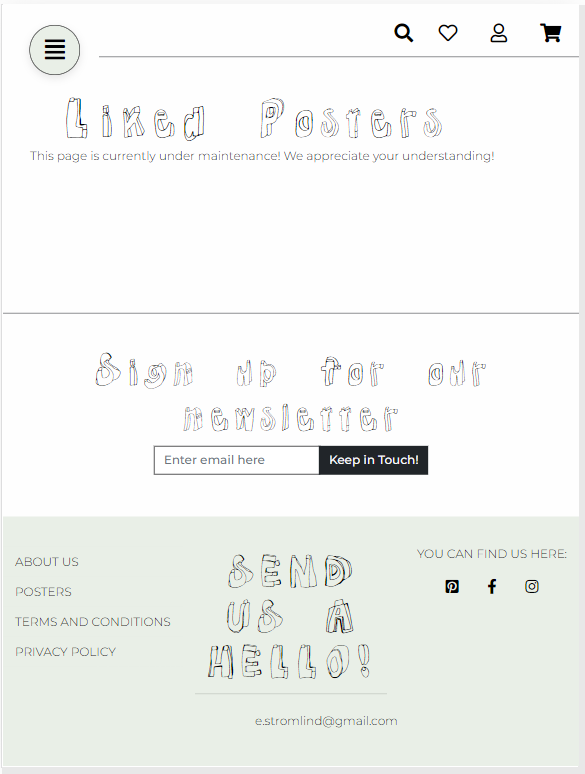 Liked Posters
This page is currently under maintenance! We appreciate your understanding!
Sign up for our
newsletter
Enter email here
Keep in Touch!
ABOUT US
POSTERS
TERMS AND CONDITIONS
PRIVACY POLICY
SEND
US A
HELLO!
e.stromlind@gmail.com
YOU CAN FIND US HERE: